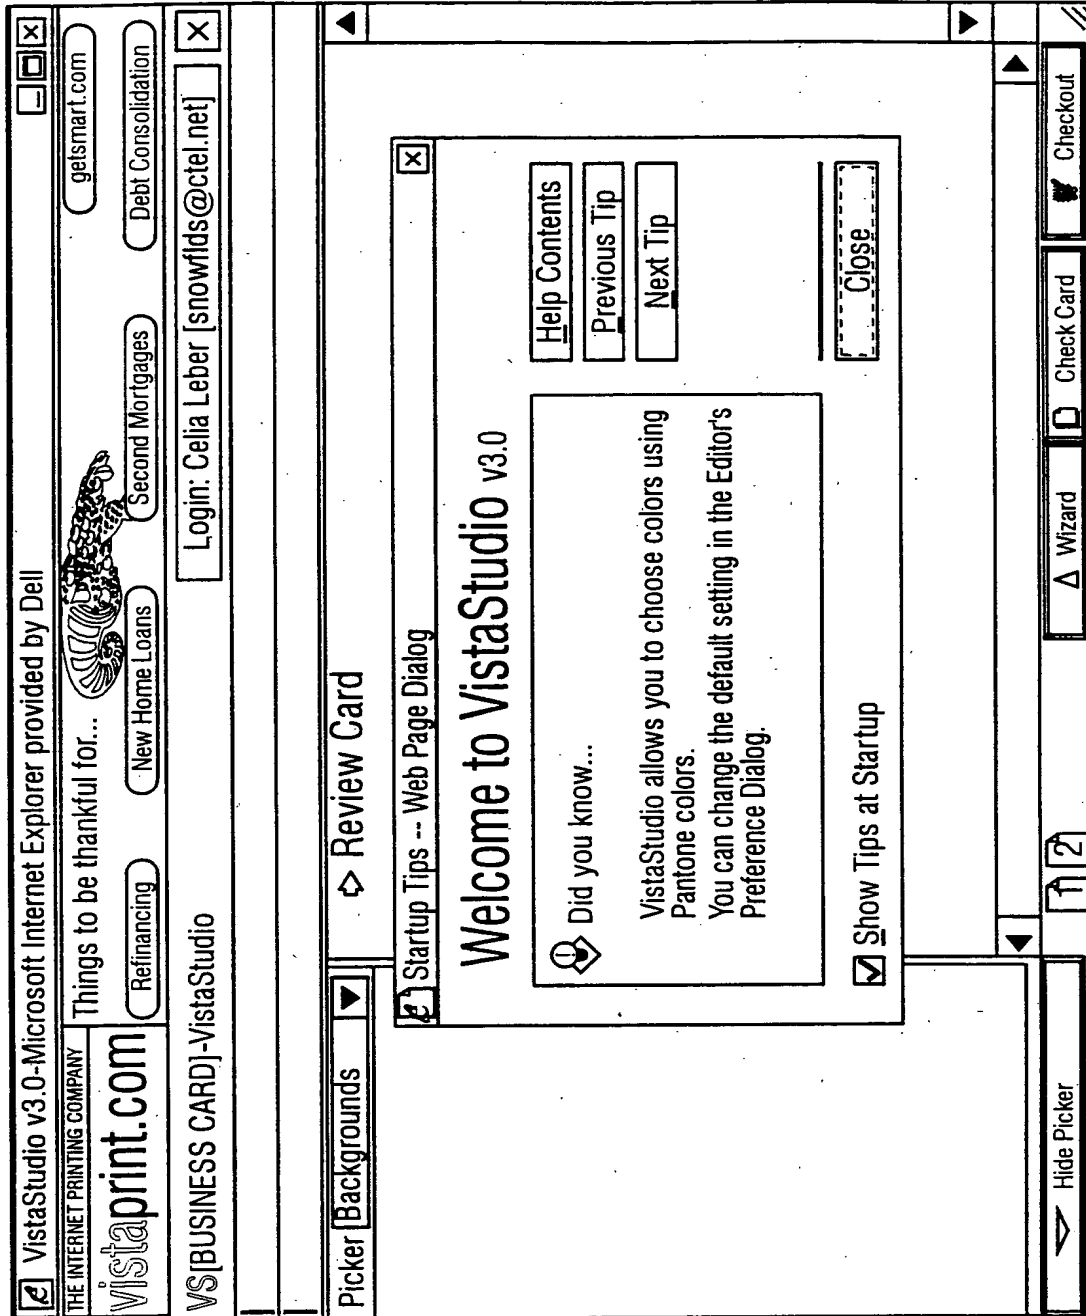 VistaStudio v3.0-Microsoft Internet Explorer provided by Dell
THE INTERNET PRINTING COMPANY
vistaprint.com
Things to be thankful for...
getsmart.com
Refinancing
New Home Loans
Second Mortgages
Debt Consolidation
VS[BUSINESS CARD]-VistaStudio
Login: Celia Leber [snowflds@ctel.net]
Picker
Backgrounds
Review Card
Startup Tips -- Web Page Dialog
Welcome to VistaStudio v3.0
Did you know...
VistaStudio allows you to choose colors using
Pantone colors.
You can change the default setting in the Editor's
Preference Dialog.
Help Contents
Previous Tip
Next Tip
Show Tips at Startup
Close
Hide Picker
1
2
Wizard
Check Card
Checkout